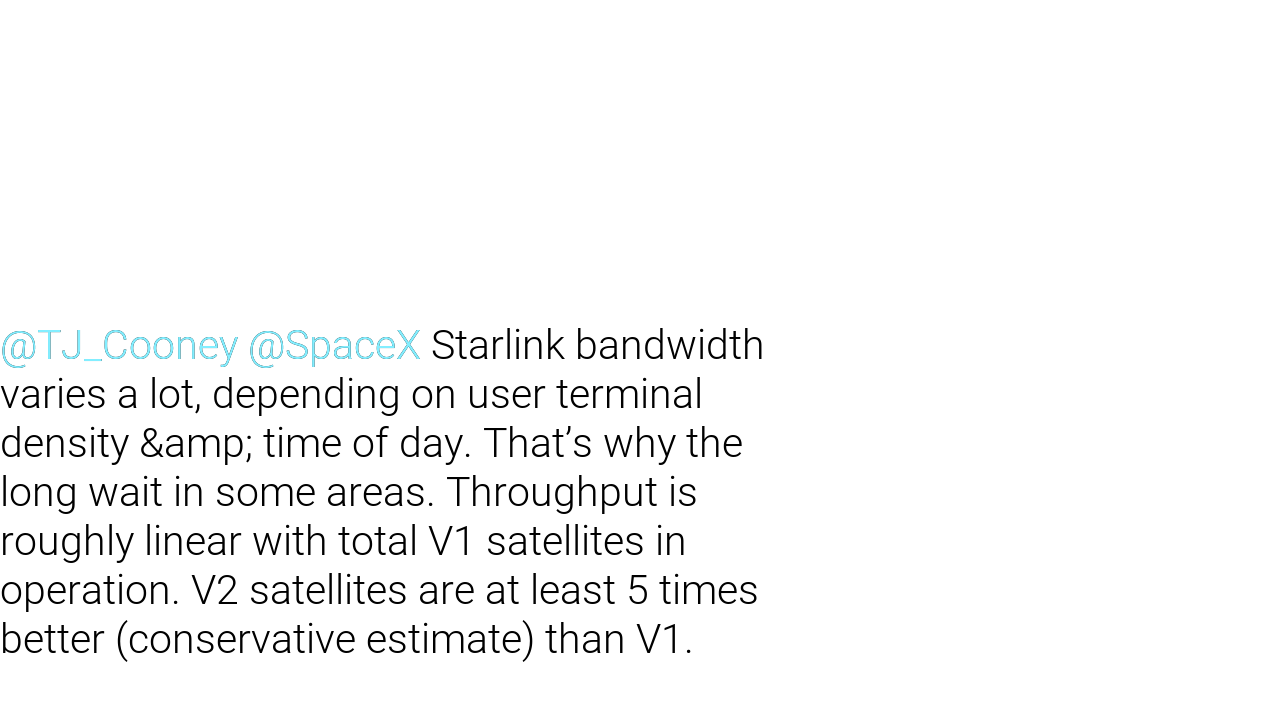 @TJ_Cooney @SpaceX Starlink bandwidth
varies a lot, depending on user terminal
density &amp; time of day. That’s why the
long wait in some areas. Throughput is
roughly linear with total V1 satellites in
operation. V2 satellites are at least 5 times
better (conservative estimate) than V1.